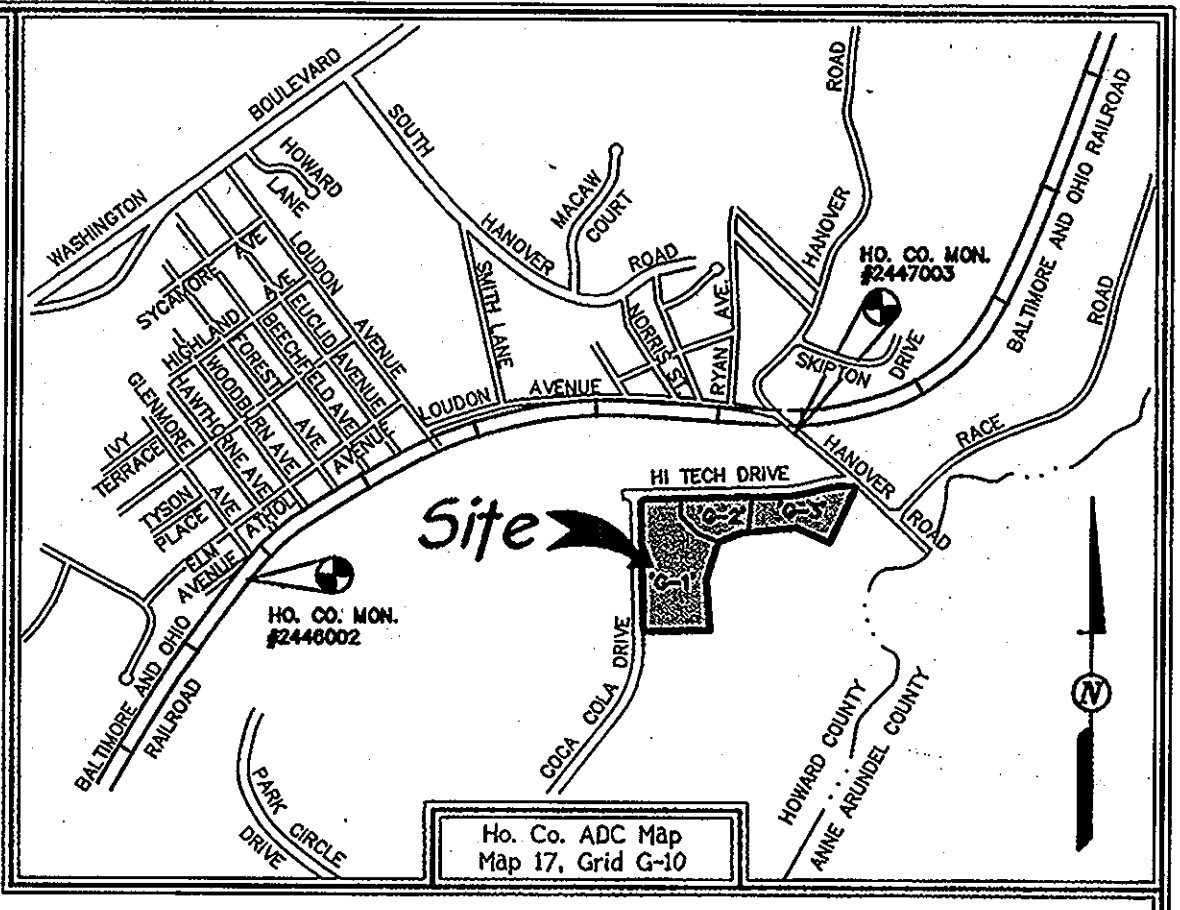 WASHINGTON
BOULEVARD
HOWARD
LANE
SOUTH
HANOVER
ROAD
MACAW
COURT
SMITH LANE
LOUDON
AVENUE
SYCAMORE AVE
HIGHLAND AVE
EUCLID AVENUE
BEECHFIELD AVE
FOREST
AVE
WOODBURN AVE
HAWTHORNE AVE
GLENMORE
AVE
IVY
TERRACE
TYSON
PLACE
ATHOL
AVENUE
ELM
AVENUE
LOUDON AVENUE
NORRIS ST.
RYAN AVE.
HANOVER
ROAD
HO. CO. MON.
#2447003
SKIPTON
DRIVE
BALTIMORE AND OHIO RAILROAD
RACE
ROAD
HANOVER
ROAD
HI TECH DRIVE
Site
'G-1'
'G-2'
'G-3'
HO. CO. MON.
#2446002
BALTIMORE AND OHIO
RAILROAD
COCA COLA DRIVE
PARK CIRCLE
DRIVE
HOWARD COUNTY
ANNE ARUNDEL COUNTY
N
Ho. Co. ADC Map
Map 17, Grid G-10